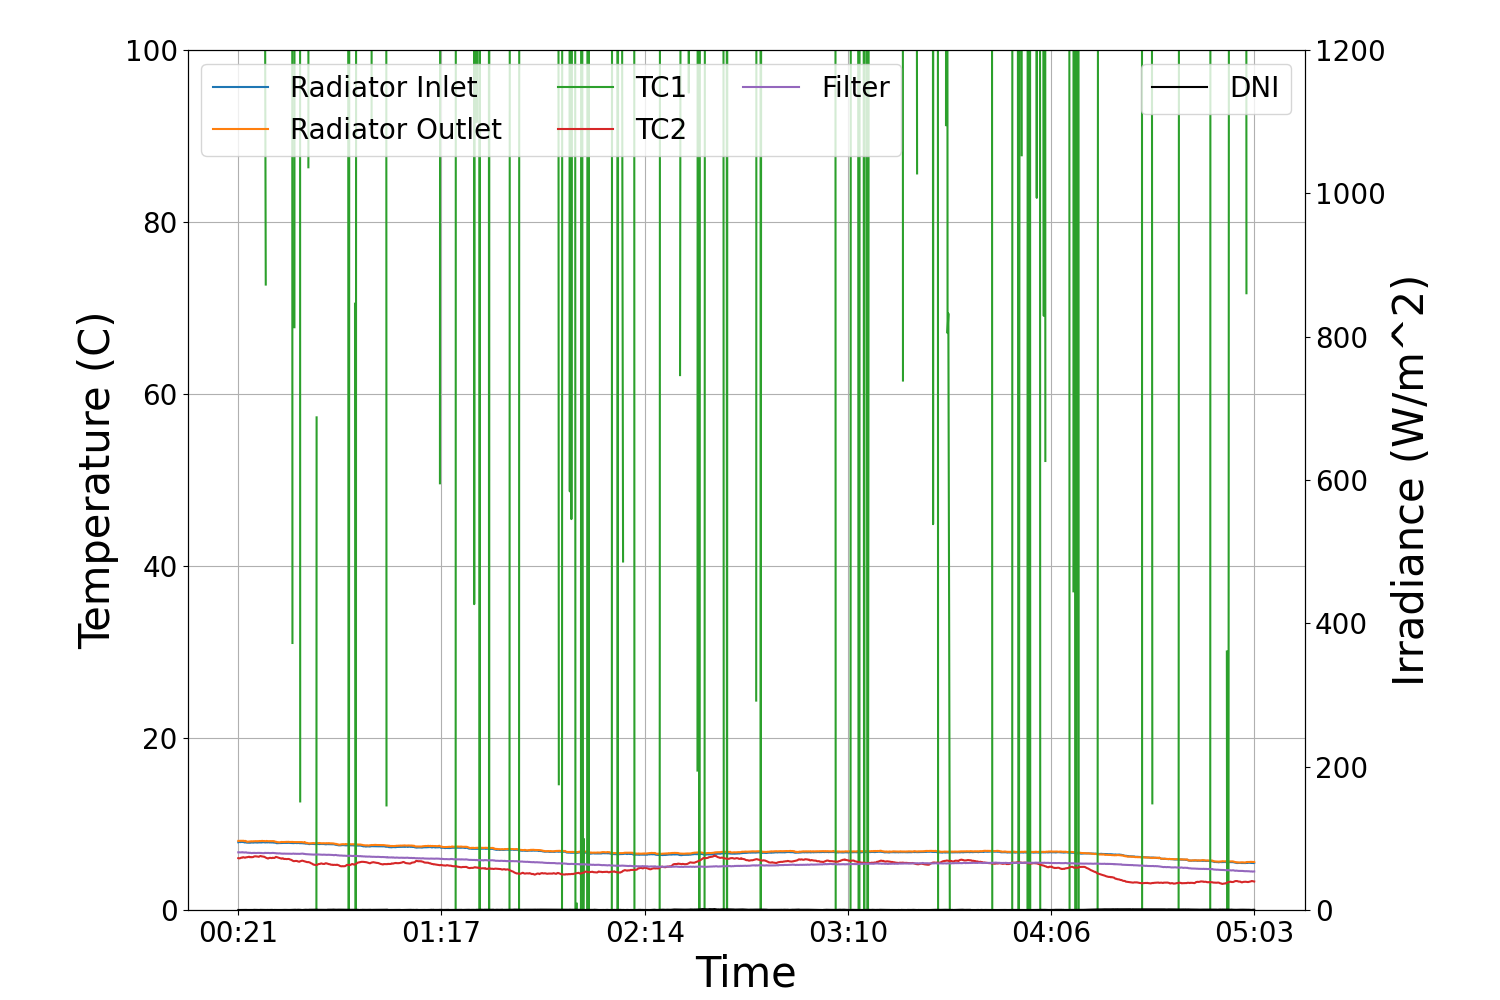 100
80
60
40
20
0
Temperature (C)
Radiator Inlet
Radiator Outlet
TC1
TC2
Filter
DNI
1200
1000
800
600
400
200
0
Irradiance (W/m^2)
00:21 01:17 02:14 03:10 04:06 05:03
Time